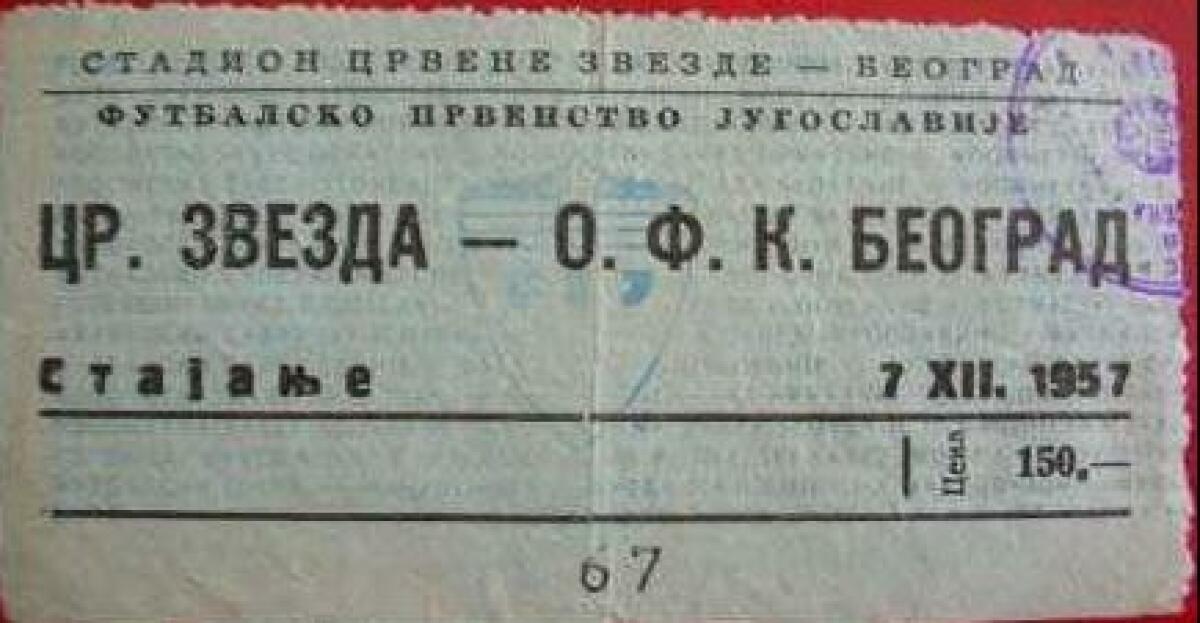 СТАДИОН ЦРВЕНЕ ЗВЕЗДЕ — БЕОГРАД
ФУТБАЛСКО ПРВЕНСТВО ЈУГОСЛАВИЈЕ
ЦР. ЗВЕЗДА — О. Ф. К. БЕОГРАД
Стајање 7 XII. 1957
Цена 150.—
67